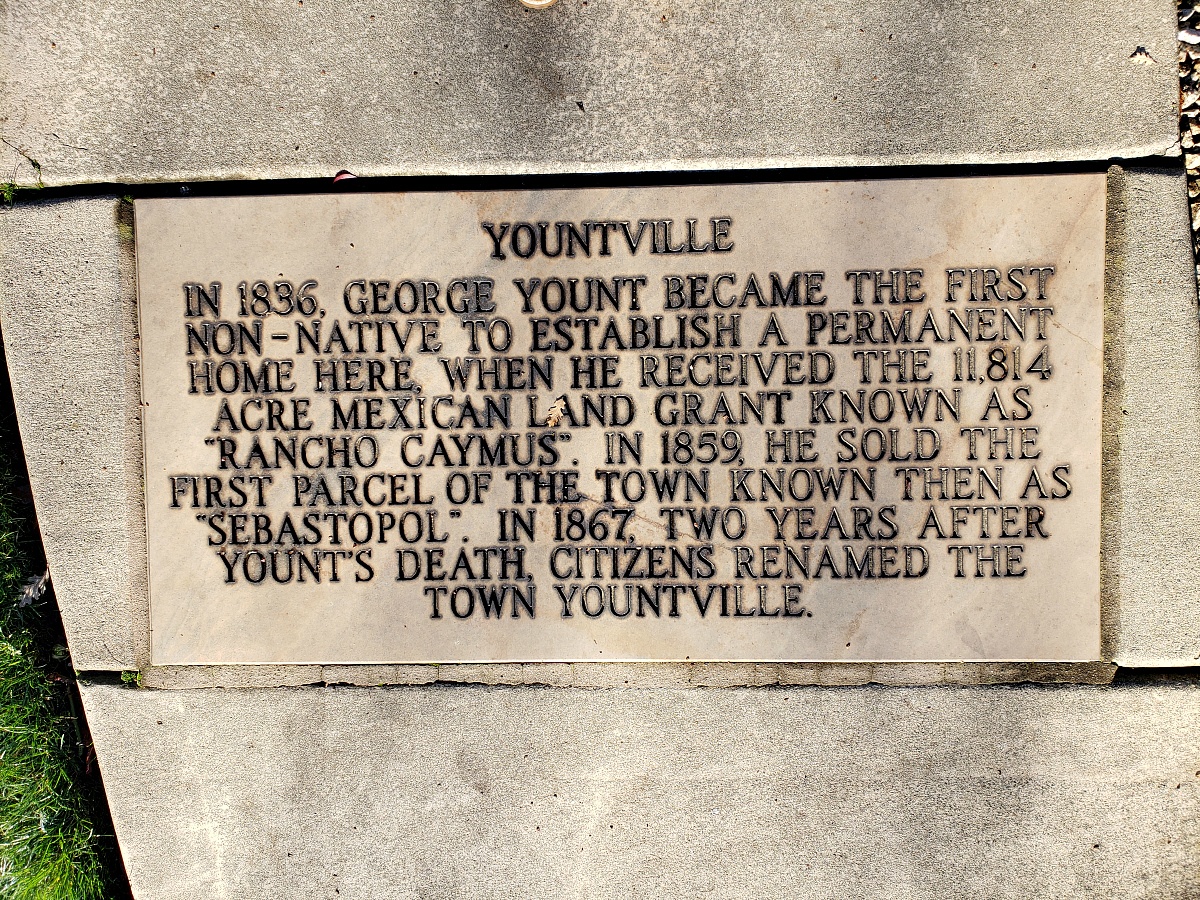 YOUNTVILLE
IN 1836, GEORGE YOUNT BECAME THE FIRST
NON-NATIVE TO ESTABLISH A PERMANENT
HOME HERE, WHEN HE RECEIVED THE 11,814
ACRE MEXICAN LAND GRANT KNOWN AS
"RANCHO CAYMUS". IN 1859, HE SOLD THE
FIRST PARCEL OF THE TOWN KNOWN THEN AS
"SEBASTOPOL". IN 1867, TWO YEARS AFTER
YOUNT'S DEATH, CITIZENS RENAMED THE
TOWN YOUNTVILLE.